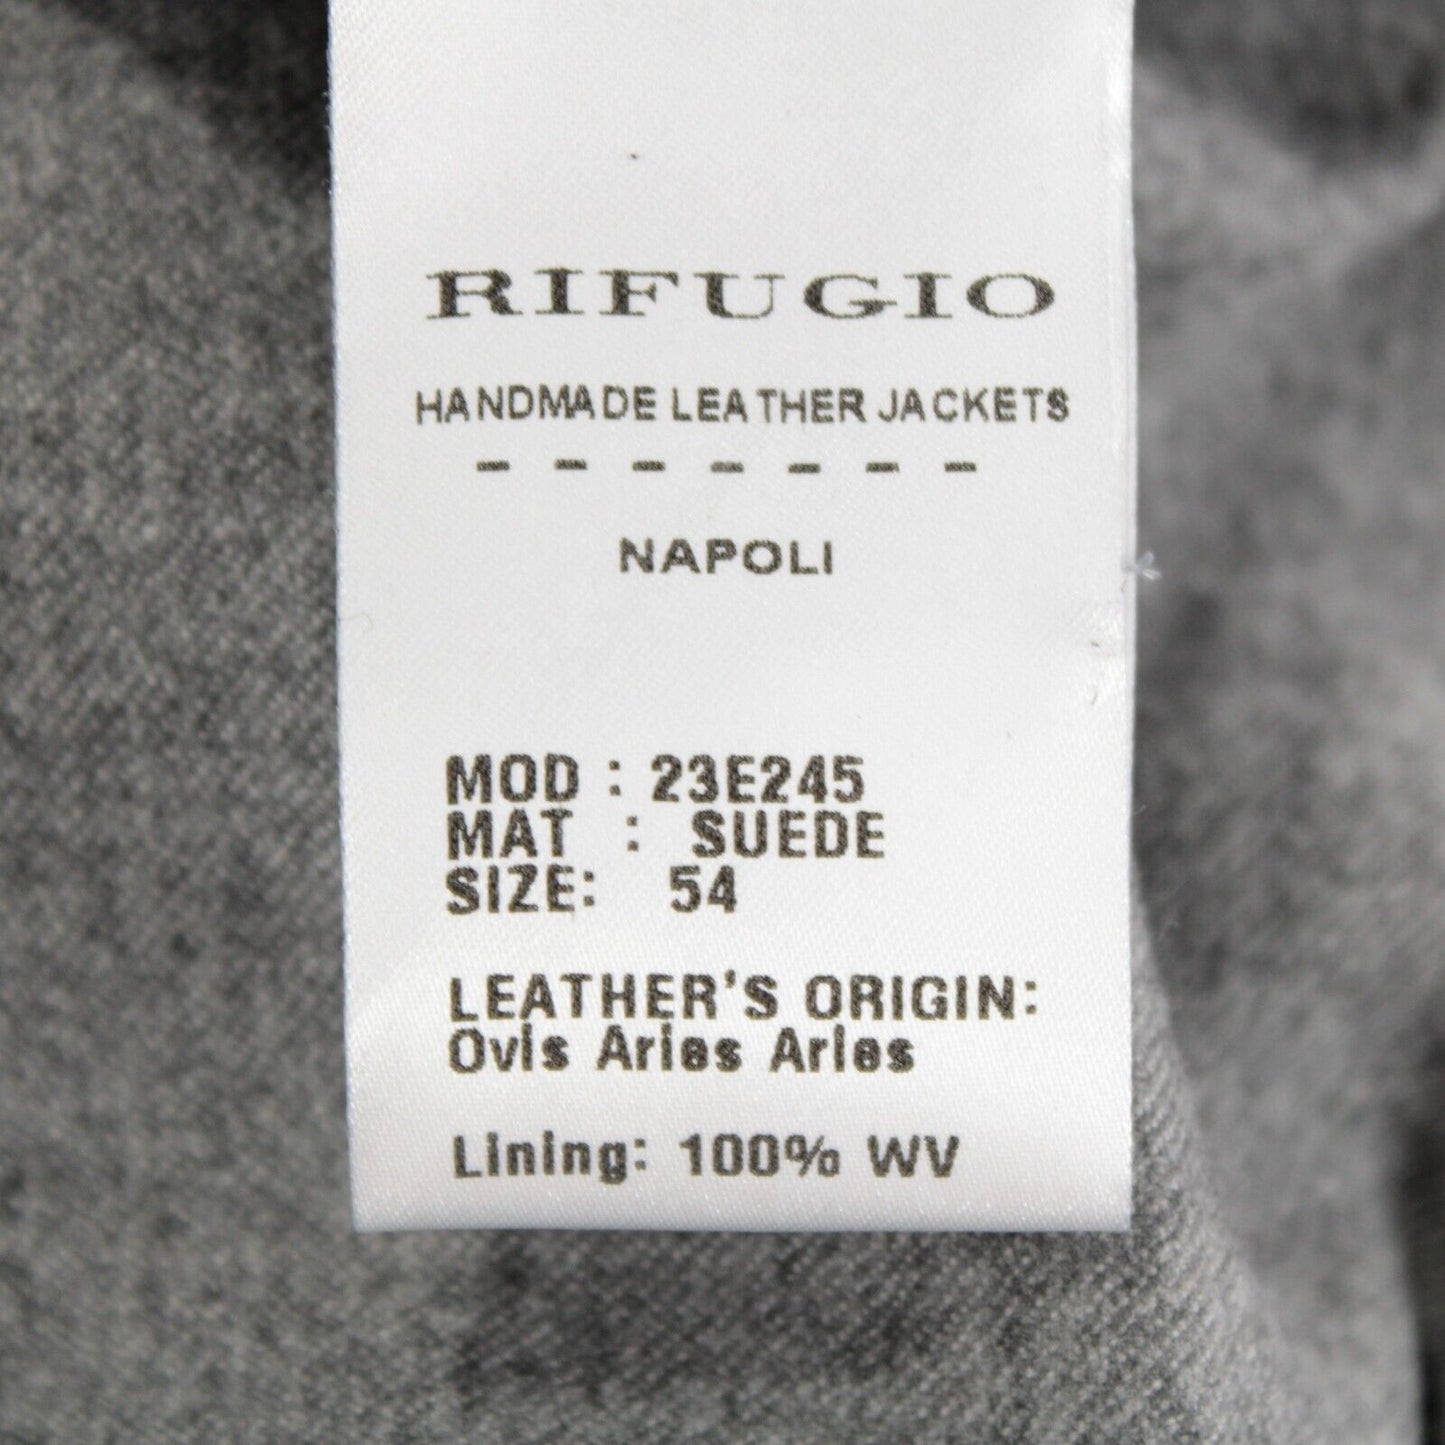 RIFUGIO
HANDMADE LEATHER JACKETS
- - - - - - -
NAPOLI
MOD : 23E245
MAT : SUEDE
SIZE: 54
LEATHER'S ORIGIN:
Ovis Aries Aries
Lining: 100% WV